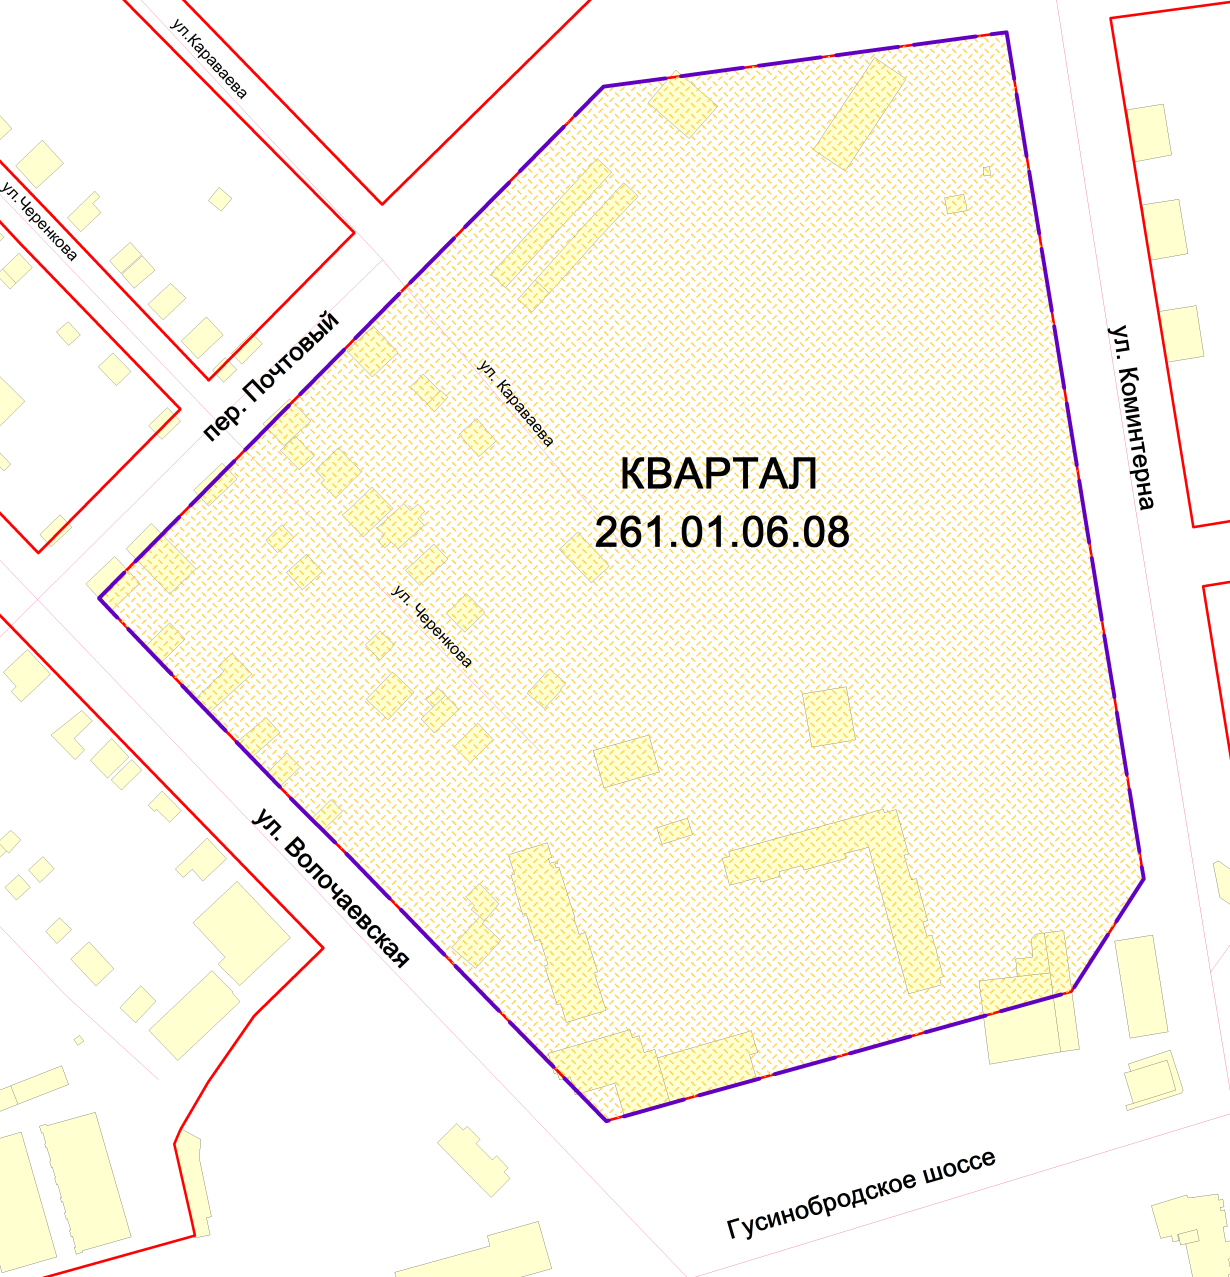 ул.Караваева
ул.Черенкова
пер. Почтовый
ул. Караваева
ул. Коминтерна
КВАРТАЛ
261.01.06.08
ул. Черенкова
ул. Волочаевская
Гусинобродское шоссе